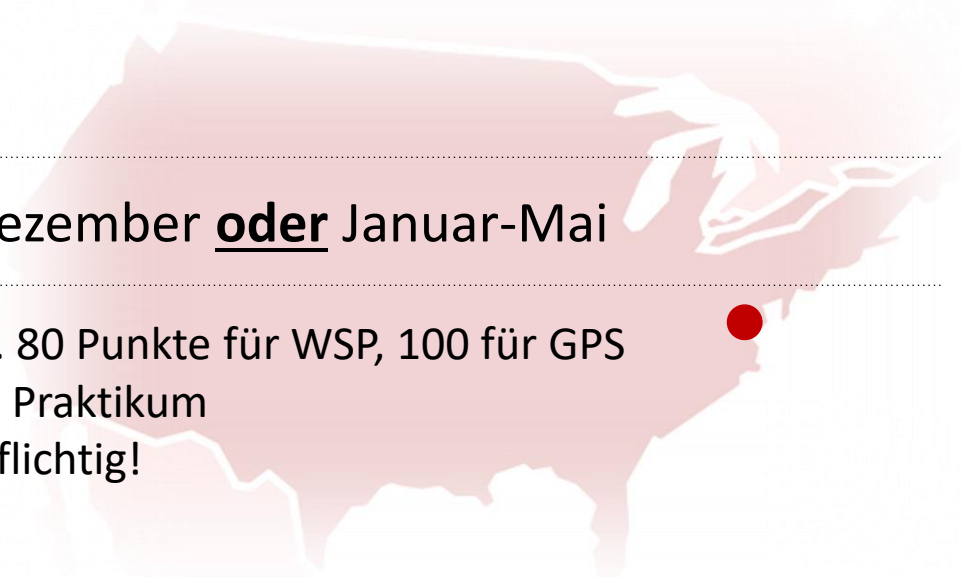 ezember oder Januar-Mai
. 80 Punkte für WSP, 100 für GPS
Praktikum
flichtig!